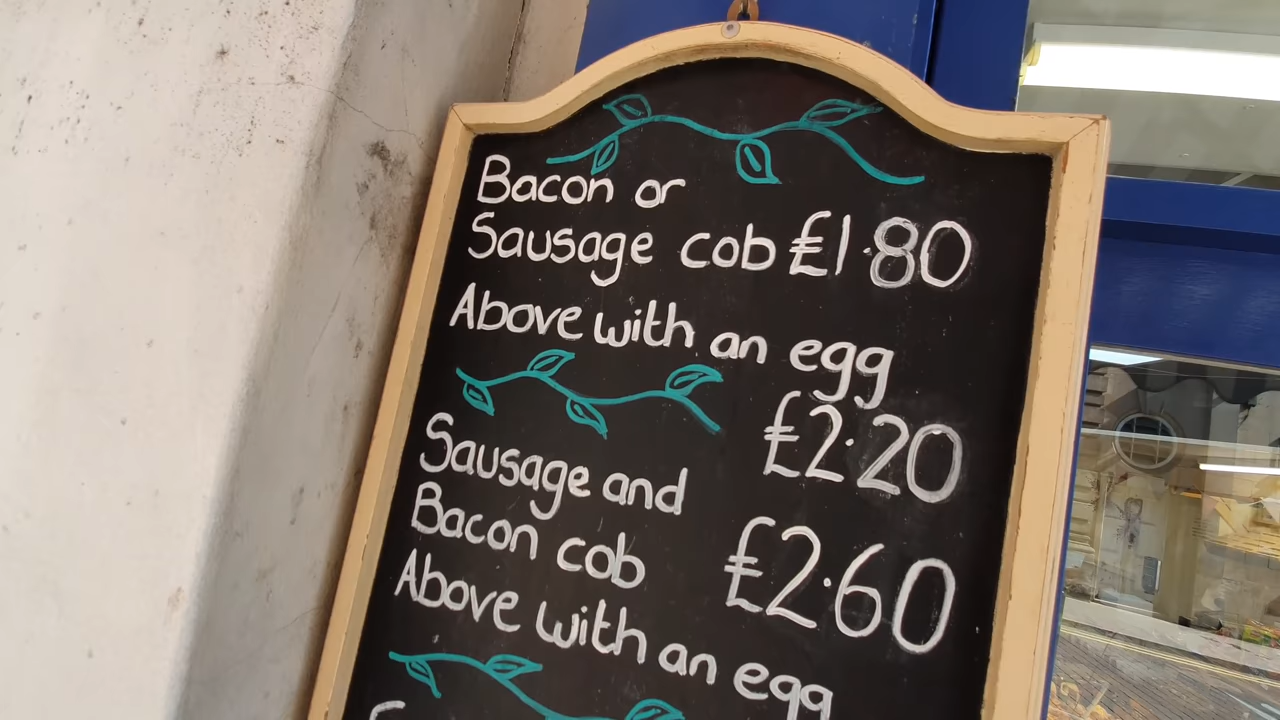 Bacon or
Sausage cob £1.80
Above with an egg
£2.20
Sausage and
Bacon cob £2.60
Above with an egg